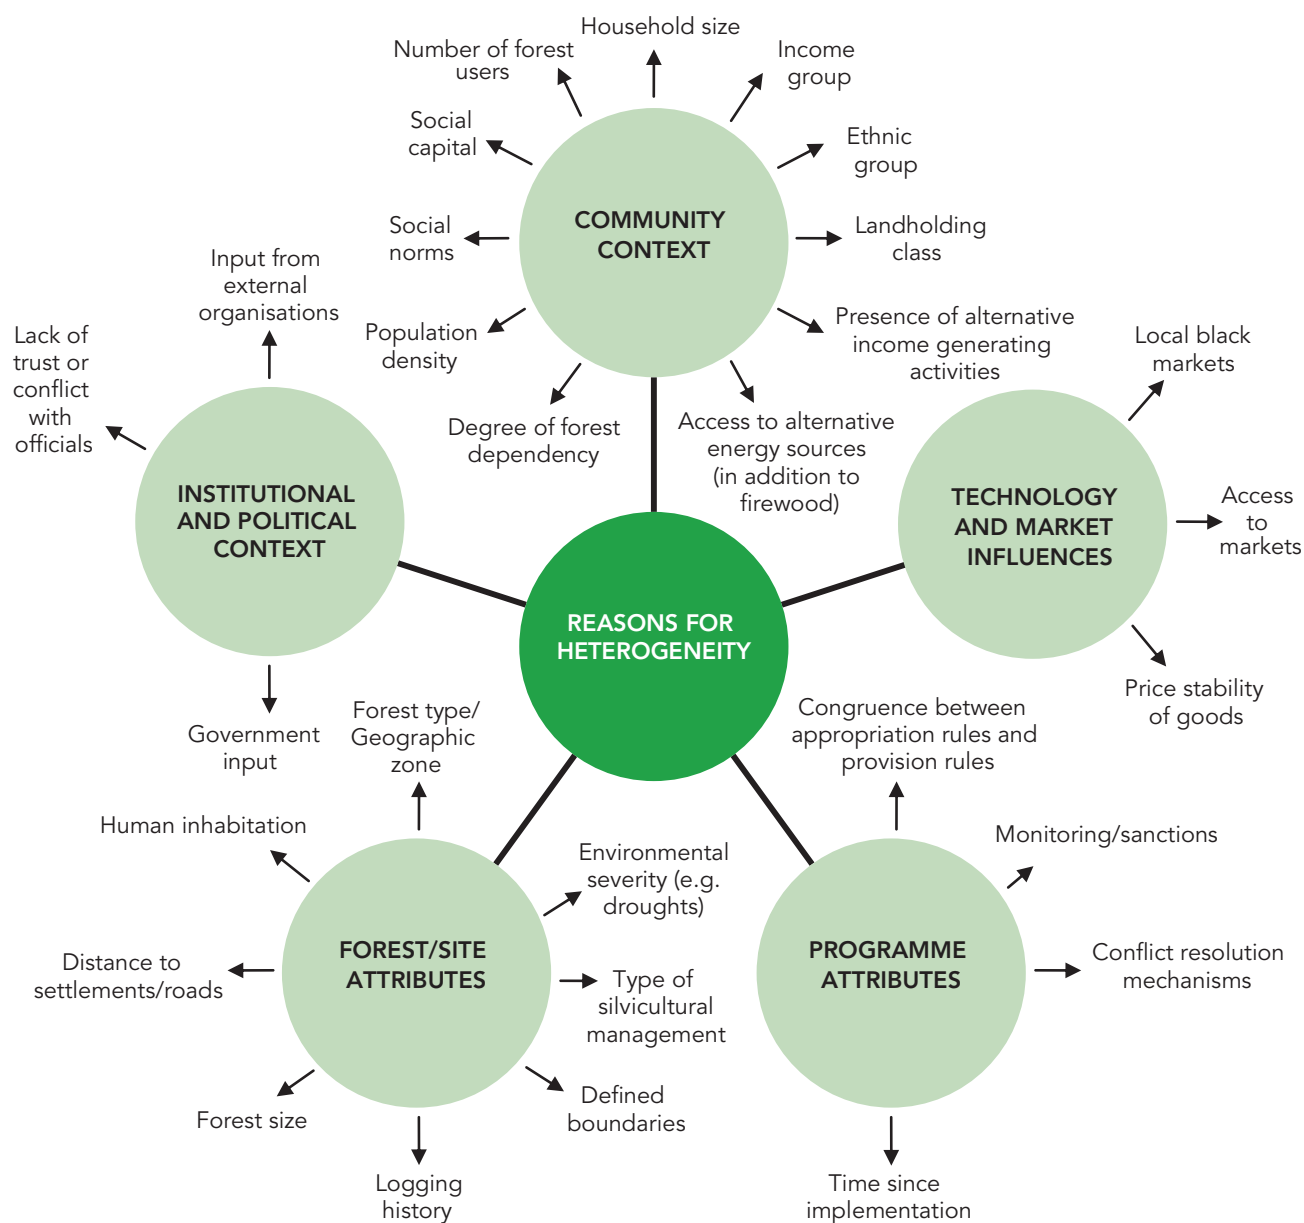 Household size
Number of forest
users
Income
group
Social
capital
Ethnic
group
COMMUNITY
CONTEXT
Social
norms
Landholding
class
Population
density
Presence of alternative
income generating
activities
Degree of forest
dependency
Access to alternative
energy sources
(in addition to
firewood)
Input from
external
organisations
Lack of
trust or
conflict
with
officials
INSTITUTIONAL
AND POLITICAL
CONTEXT
Government
input
Local black
markets
TECHNOLOGY
AND MARKET
INFLUENCES
Access
to
markets
Price stability
of goods
REASONS FOR
HETEROGENEITY
Forest type/
Geographic
zone
Human inhabitation
Environmental
severity (e.g.
droughts)
FOREST/SITE
ATTRIBUTES
Distance to
settlements/roads
Type of
silvicultural
management
Forest size
Defined
boundaries
Logging
history
Congruence between
appropriation rules and
provision rules
Monitoring/sanctions
PROGRAMME
ATTRIBUTES
Conflict resolution
mechanisms
Time since
implementation